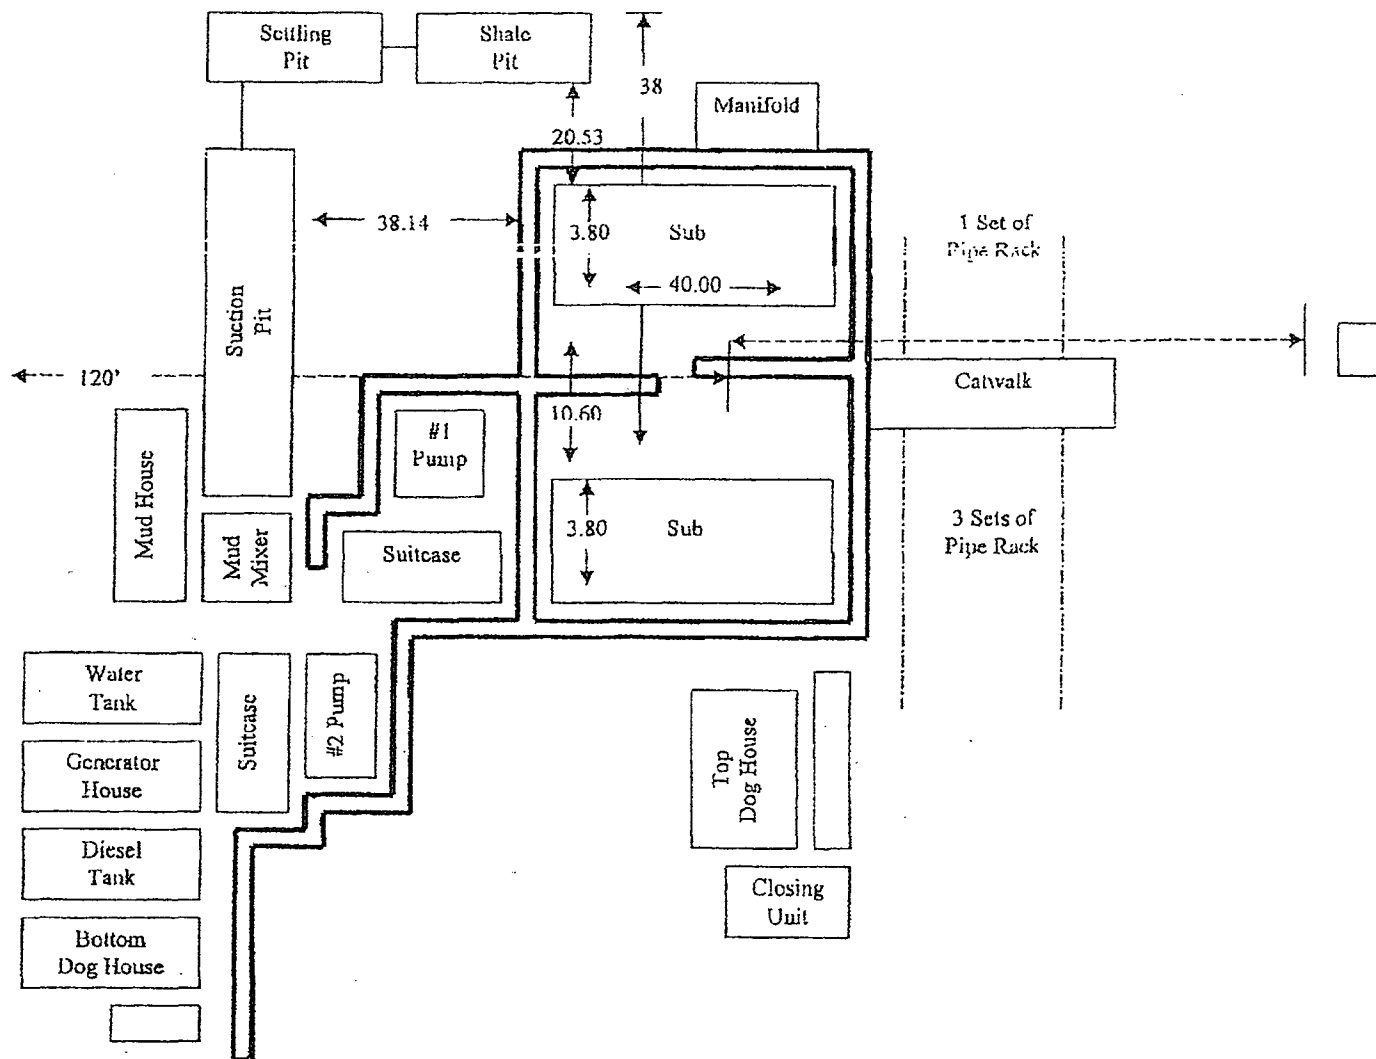 Settling
Pit
Shale
Pit
38
Manifold
20.53
38.14
3.80
Sub
40.00
1 Set of
Pipe Rack
Suction
Pit
120'
Catwalk
10.60
#1
Pump
Mud House
Mud
Mixer
Suitcase
3.80
Sub
3 Sets of
Pipe Rack
Water
Tank
Suitcase
#2 Pump
Generator
House
Top
Dog House
Diesel
Tank
Closing
Unit
Bottom
Dog House